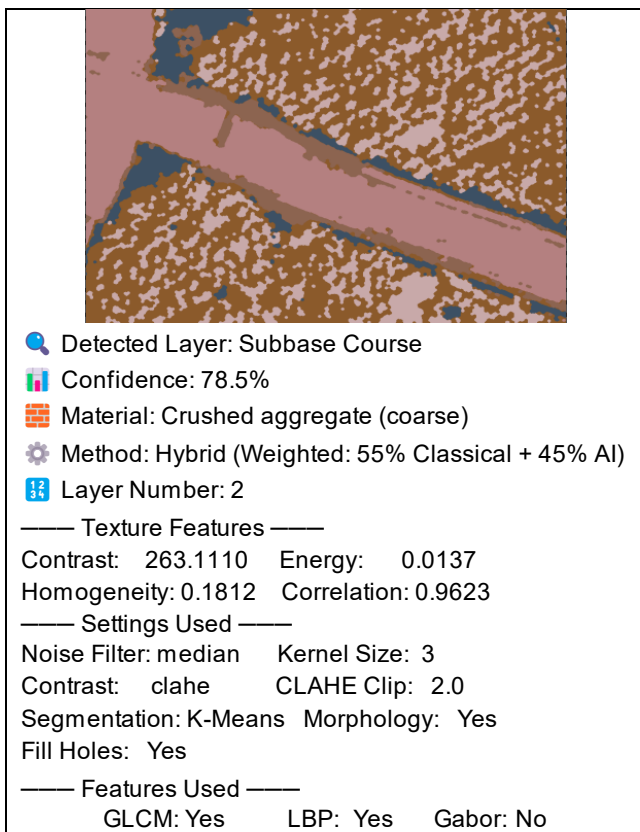 🔍 Detected Layer: Subbase Course
📊 Confidence: 78.5%
🧱 Material: Crushed aggregate (coarse)
⚙️ Method: Hybrid (Weighted: 55% Classical + 45% AI)
🔢 Layer Number: 2
─── Texture Features ───
Contrast: 263.1110 Energy: 0.0137
Homogeneity: 0.1812 Correlation: 0.9623
─── Settings Used ───
Noise Filter: median Kernel Size: 3
Contrast: clahe CLAHE Clip: 2.0
Segmentation: K-Means Morphology: Yes
Fill Holes: Yes
─── Features Used ───
GLCM: Yes LBP: Yes Gabor: No